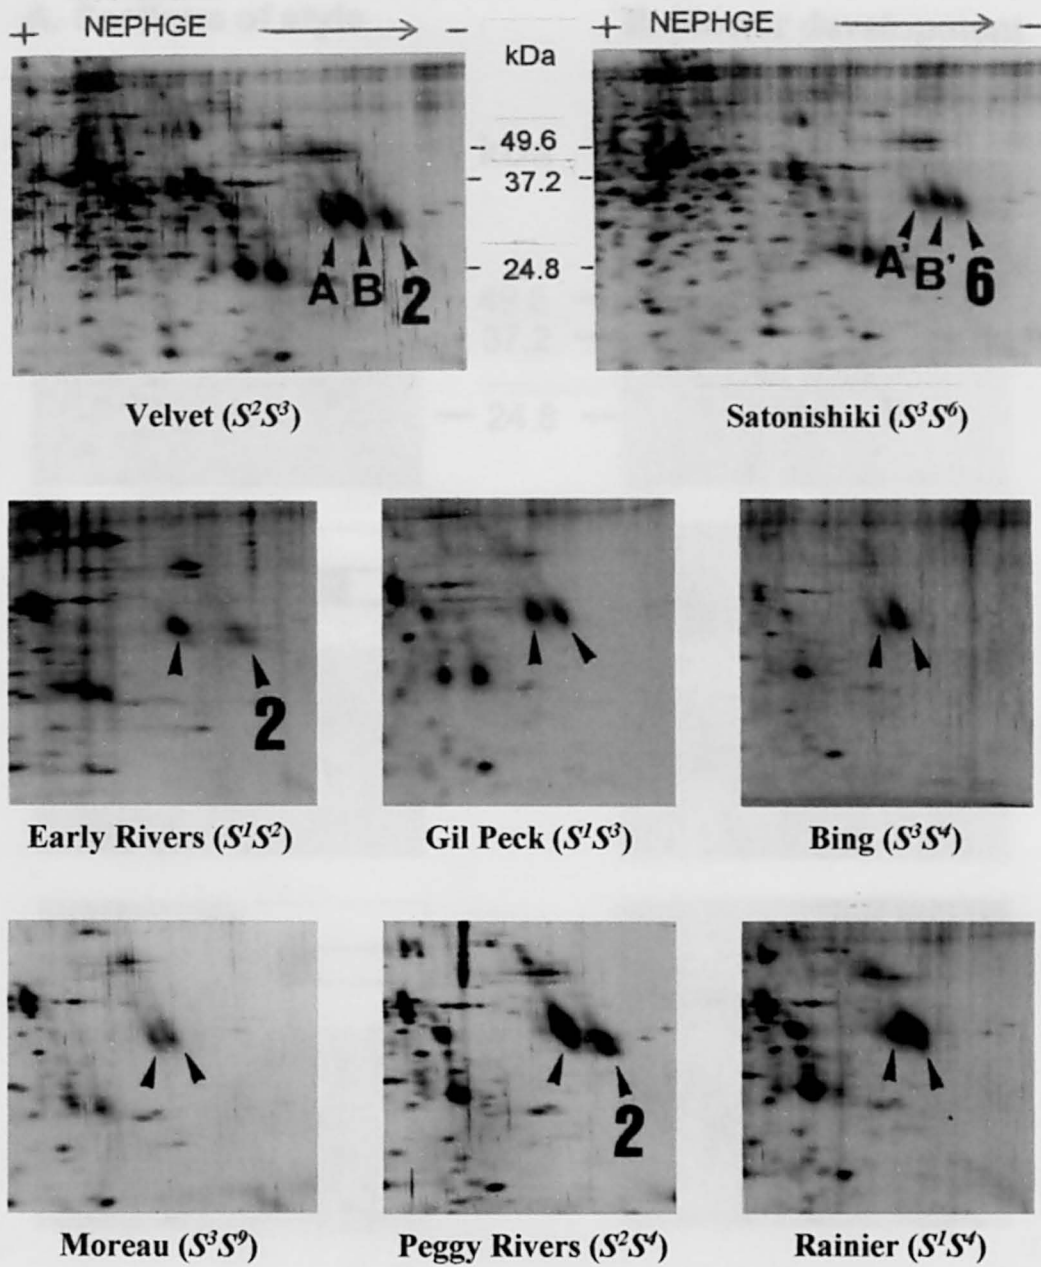 + NEPHGE -
+ NEPHGE -
kDa
49.6
37.2
24.8
A B 2
A' B' 6
Velvet (S²S³)
Satonishiki (S³S⁶)
2
Early Rivers (S¹S²)
Gil Peck (S¹S³)
Bing (S³S⁴)
2
Moreau (S³S⁹)
Peggy Rivers (S²S⁴)
Rainier (S¹S⁴)